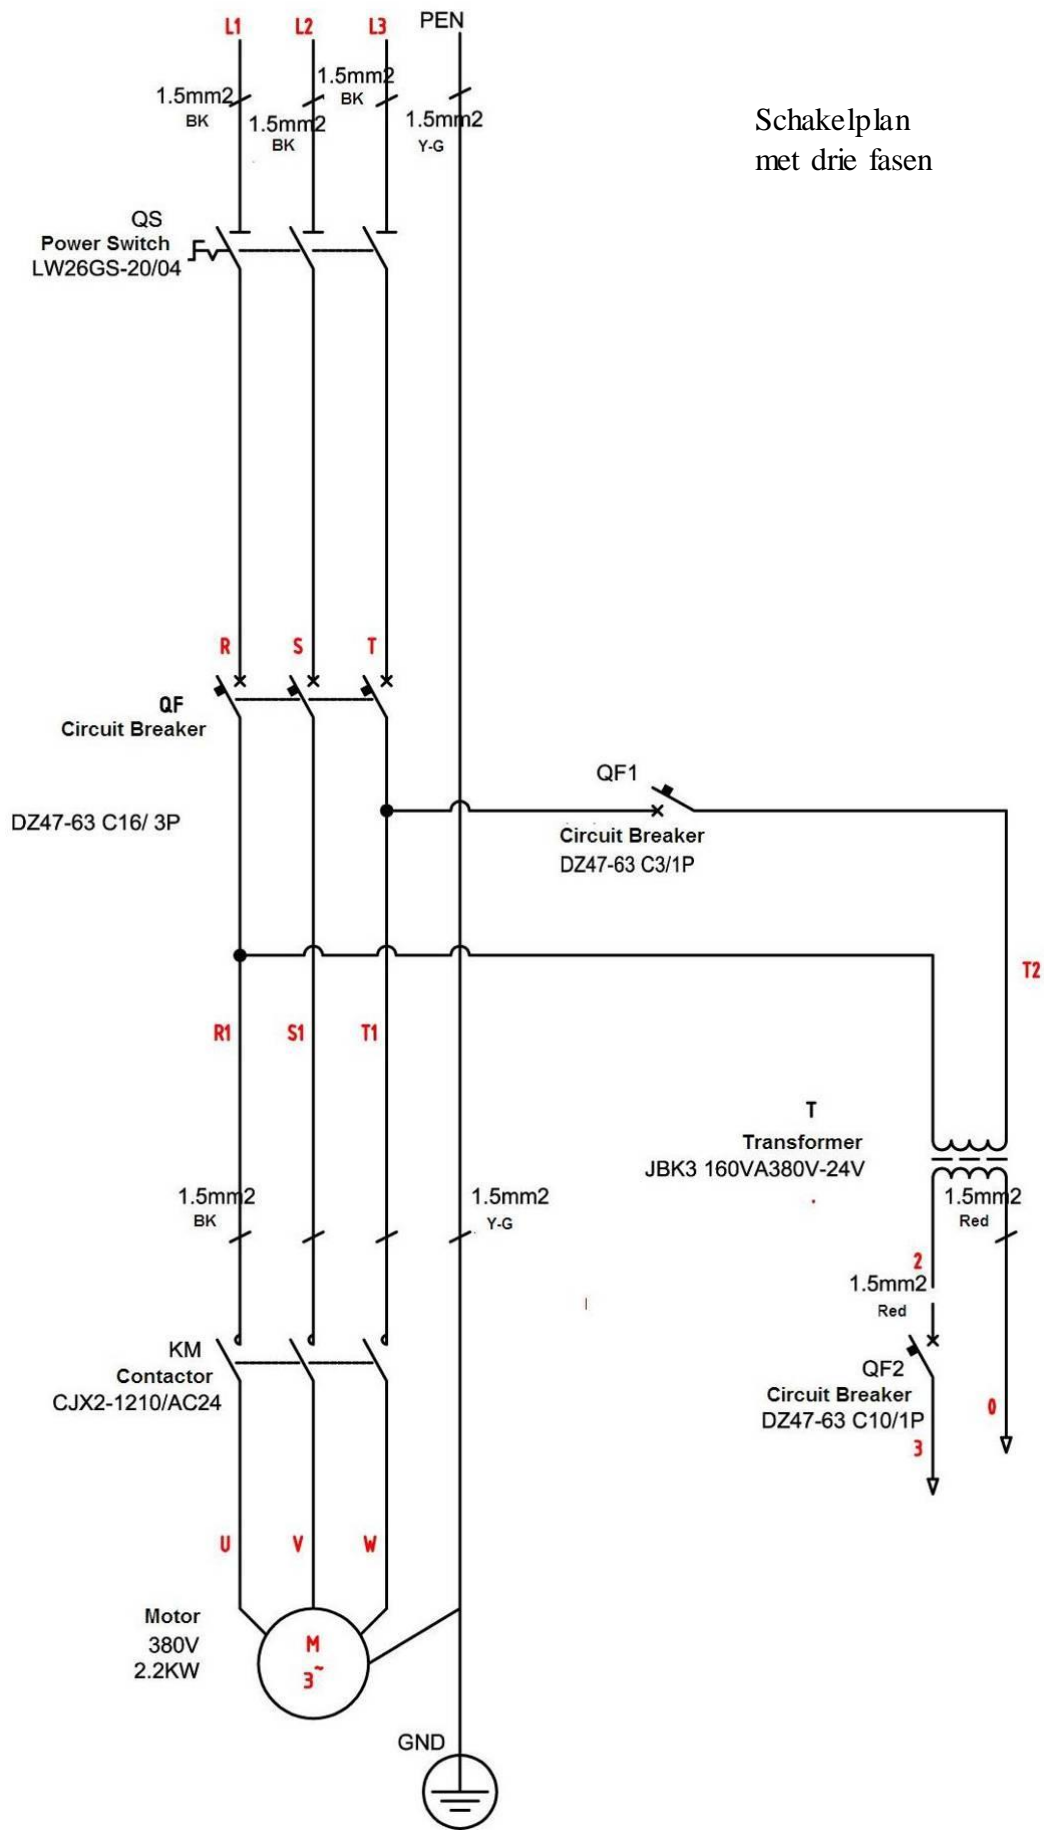 L1 L2 L3 PEN
1.5mm2
BK
1.5mm2
BK
1.5mm2
BK
1.5mm2
Y-G
Schakelplan
met drie fasen
QS
Power Switch
LW26GS-20/04
R S T
QF
Circuit Breaker
DZ47-63 C16/ 3P
QF1
Circuit Breaker
DZ47-63 C3/1P
T2
R1 S1 T1
T
Transformer
JBK3 160VA380V-24V
1.5mm2
BK
1.5mm2
Y-G
1.5mm2
Red
2
1.5mm2
Red
KM
Contactor
CJX2-1210/AC24
QF2
Circuit Breaker
DZ47-63 C10/1P
0
3
U V W
Motor
380V
2.2KW
M
3~
GND